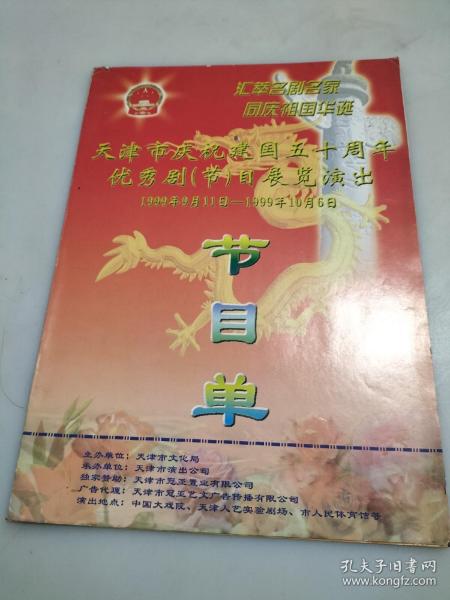 汇萃名剧名家
同庆祖国华诞
天津市庆祝建国五十周年
优秀剧(节)目展览演出
1999年9月11日—1999年10月6日
节
目
单
主办单位：天津市文化局
承办单位：天津市演出公司
独家赞助：天津市冠亚置业有限公司
广告代理：天津市冠亚艺文广告传播有限公司
演出地点：中国大戏院、天津人艺实验剧场、市人民体育馆等
孔夫子旧书网
www.kongfz.com